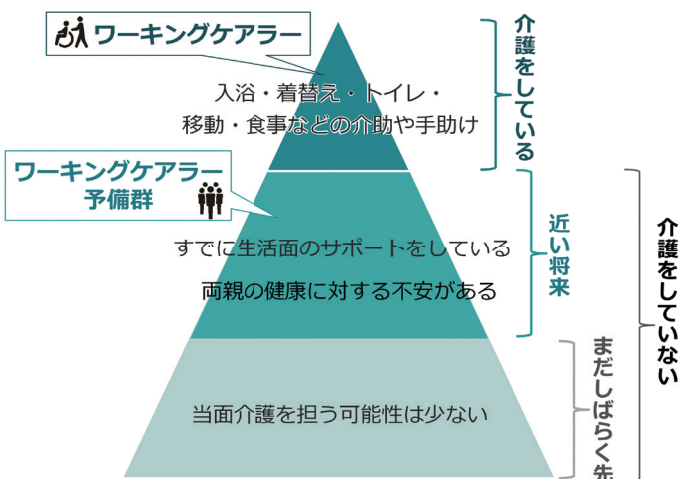 ワーキングケアラー
入浴・着替え・トイレ・
移動・食事などの介助や手助け
介護をしている
ワーキングケアラー
予備群
すでに生活面のサポートをしている
両親の健康に対する不安がある
近い将来
介護をしていない
当面介護を担う可能性は少ない
まだしばらく先